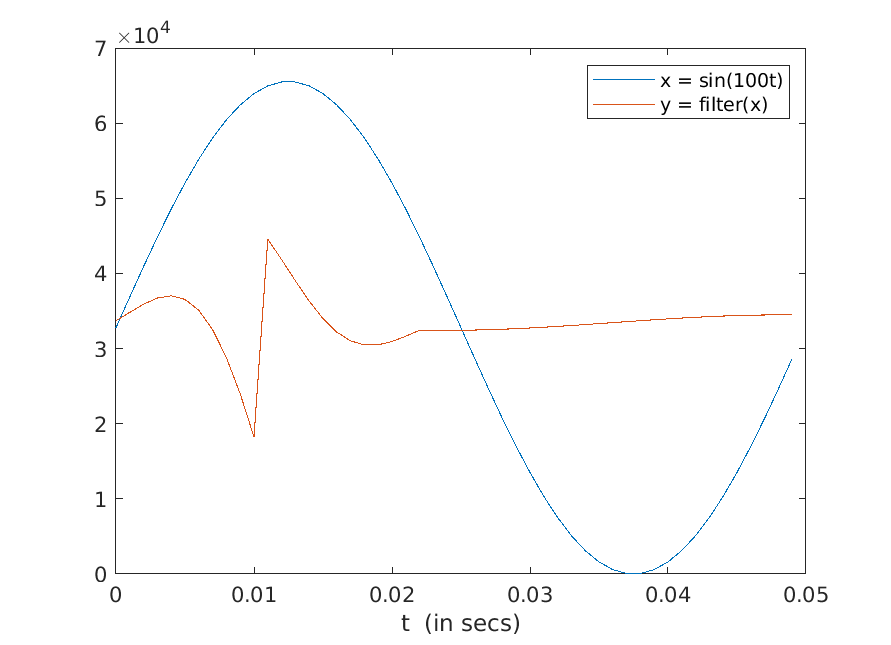 ×10⁴
7
6
5
4
3
2
1
0
x = sin(100t)
y = filter(x)
0 0.01 0.02 0.03 0.04 0.05
t (in secs)